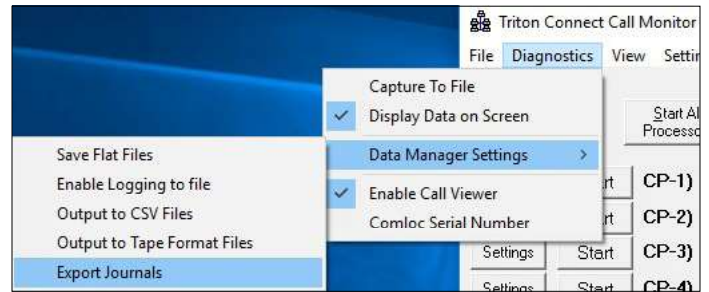 Triton Connect Call Monitor
File Diagnostics View
Capture To File
Display Data on Screen
Data Manager Settings
Enable Call Viewer
Comloc Serial Number
Save Flat Files
Enable Logging to file
Output to CSV Files
Output to Tape Format Files
Export Journals
Start
CP-1)
CP-2)
Settings Start CP-3)
Settings Start CP-4)